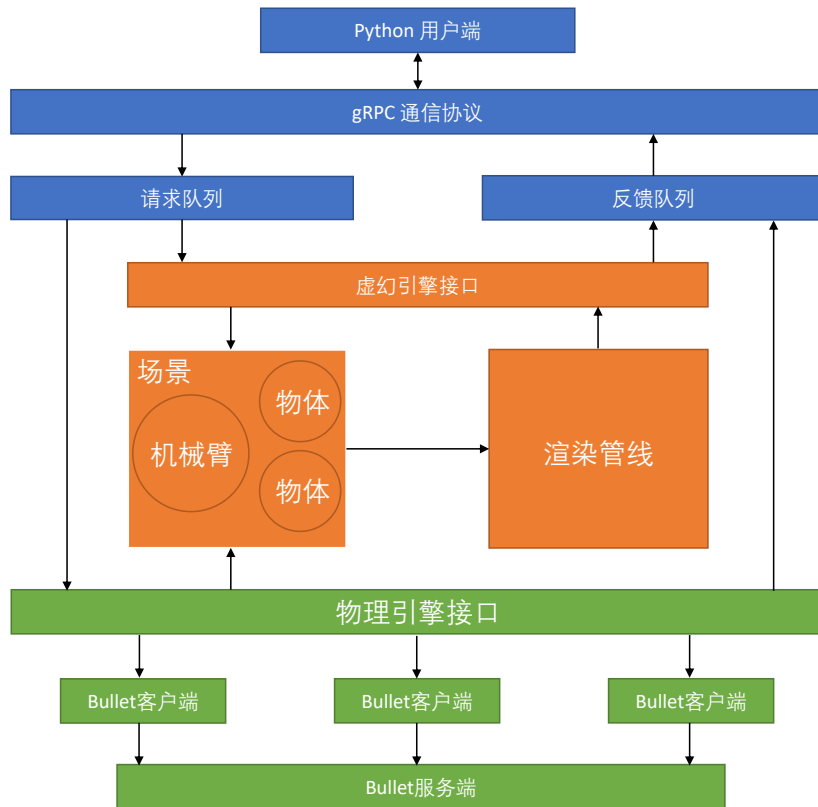 Python 用户端
gRPC 通信协议
请求队列
反馈队列
虚幻引擎接口
场景
物体
机械臂
物体
渲染管线
物理引擎接口
Bullet客户端
Bullet客户端
Bullet客户端
Bullet服务端